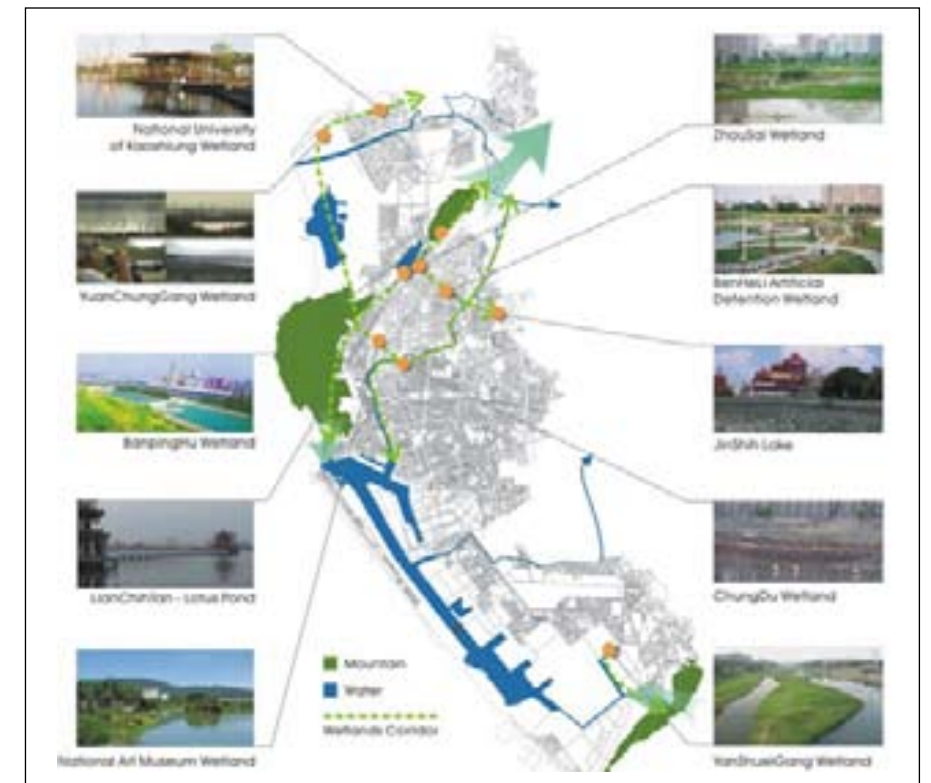 National University
of Kaoshiung Wetland
YuanChungGang Wetland
BanpingHu Wetland
LianChihTan - Lotus Pond
National Art Museum Wetland
Mountain
Water
Wetlands Corridor
ZhouSai Wetland
BenHeLi Artificial
Detention Wetland
JinShih Lake
ChungDu Wetland
YanShueiGang Wetland